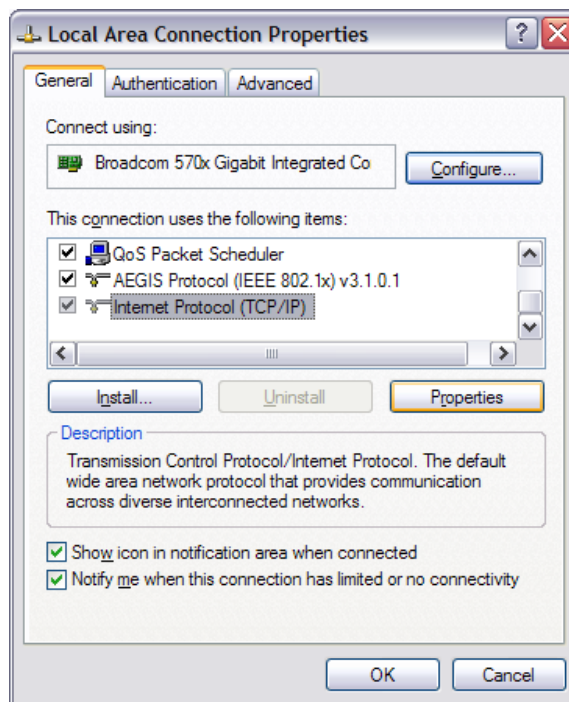 Local Area Connection Properties
General Authentication Advanced
Connect using:
Broadcom 570x Gigabit Integrated Co Configure...
This connection uses the following items:
QoS Packet Scheduler
AEGIS Protocol (IEEE 802.1x) v3.1.0.1
Internet Protocol (TCP/IP)
Install... Uninstall Properties
Description
Transmission Control Protocol/Internet Protocol. The default
wide area network protocol that provides communication
across diverse interconnected networks.
Show icon in notification area when connected
Notify me when this connection has limited or no connectivity
OK Cancel